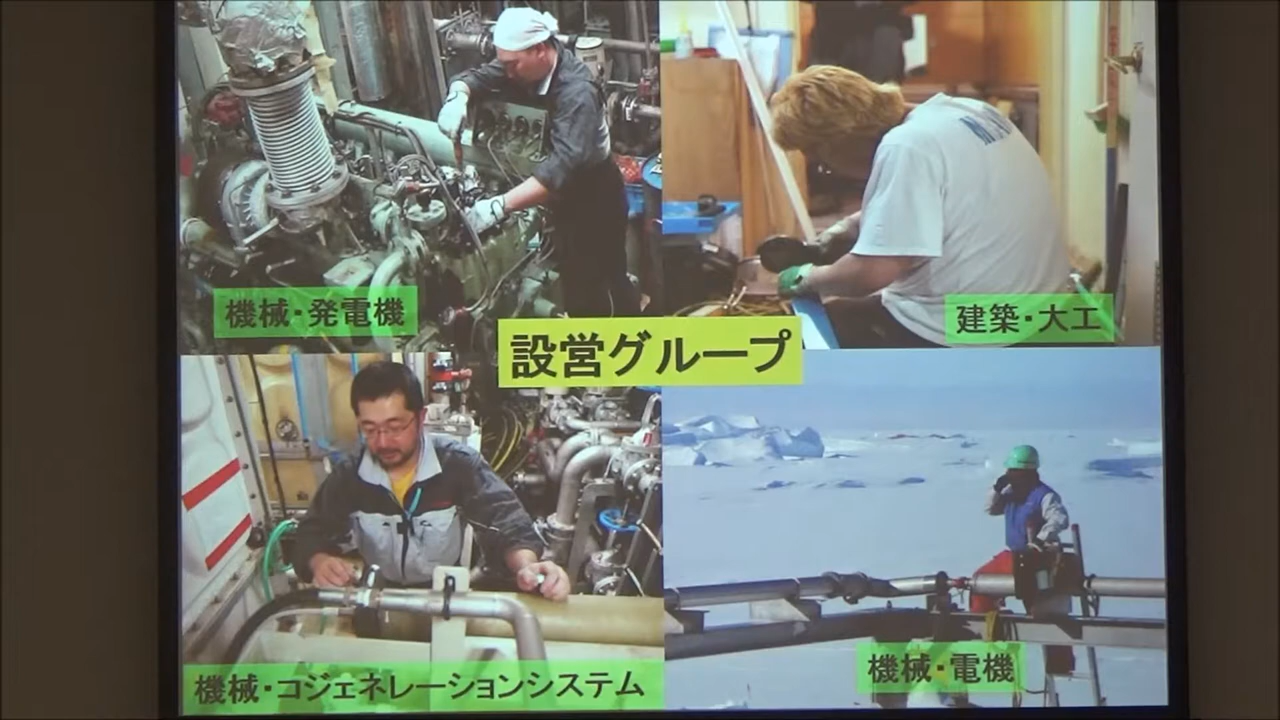 機械・発電機
建築・大工
設営グループ
機械・コジェネレーションシステム
機械・電機